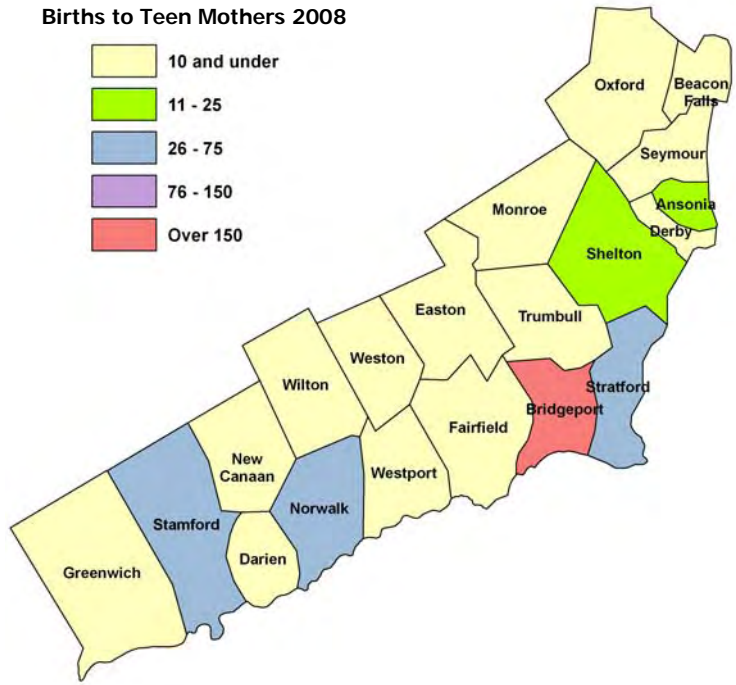 Births to Teen Mothers 2008
10 and under
11 - 25
26 - 75
76 - 150
Over 150
Oxford
Beacon
Falls
Seymour
Ansonia
Derby
Monroe
Shelton
Easton
Trumbull
Weston
Wilton
Stratford
Bridgeport
Fairfield
New
Canaan
Westport
Norwalk
Stamford
Darien
Greenwich